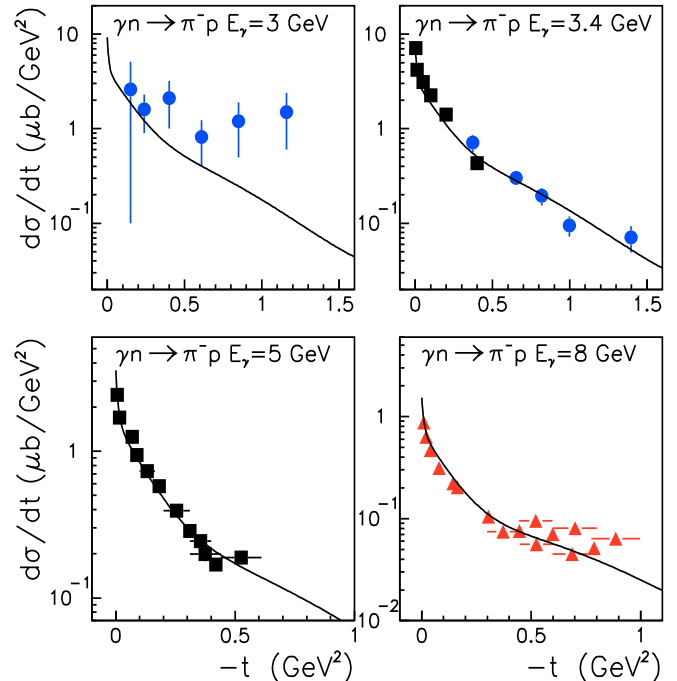 γn → π⁻p E_γ=3 GeV
γn → π⁻p E_γ=3.4 GeV
dσ/dt (μb/GeV²)
10
1
10⁻¹
0 0.5 1 1.5
10
1
10⁻¹
0 0.5 1 1.5
γn → π⁻p E_γ=5 GeV
γn → π⁻p E_γ=8 GeV
dσ/dt (μb/GeV²)
1
10⁻¹
0 0.5 1
1
10⁻¹
10⁻²
0 0.5 1
−t (GeV²)
−t (GeV²)